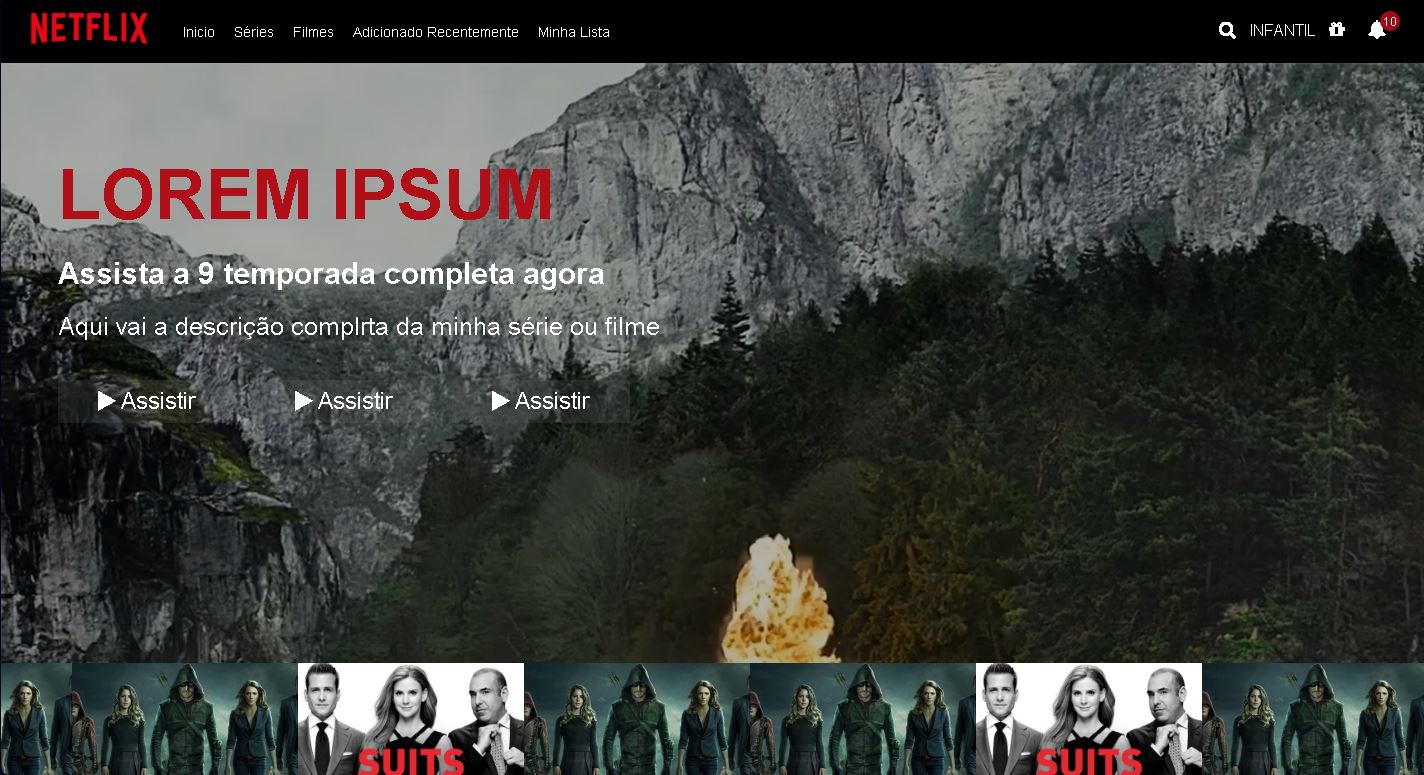 NETFLIX Inicio Séries Filmes Adicionado Recentemente Minha Lista INFANTIL 10
LOREM IPSUM
Assista a 9 temporada completa agora
Aqui vai a descrição complrta da minha série ou filme
Assistir Assistir Assistir
SUITS SUITS